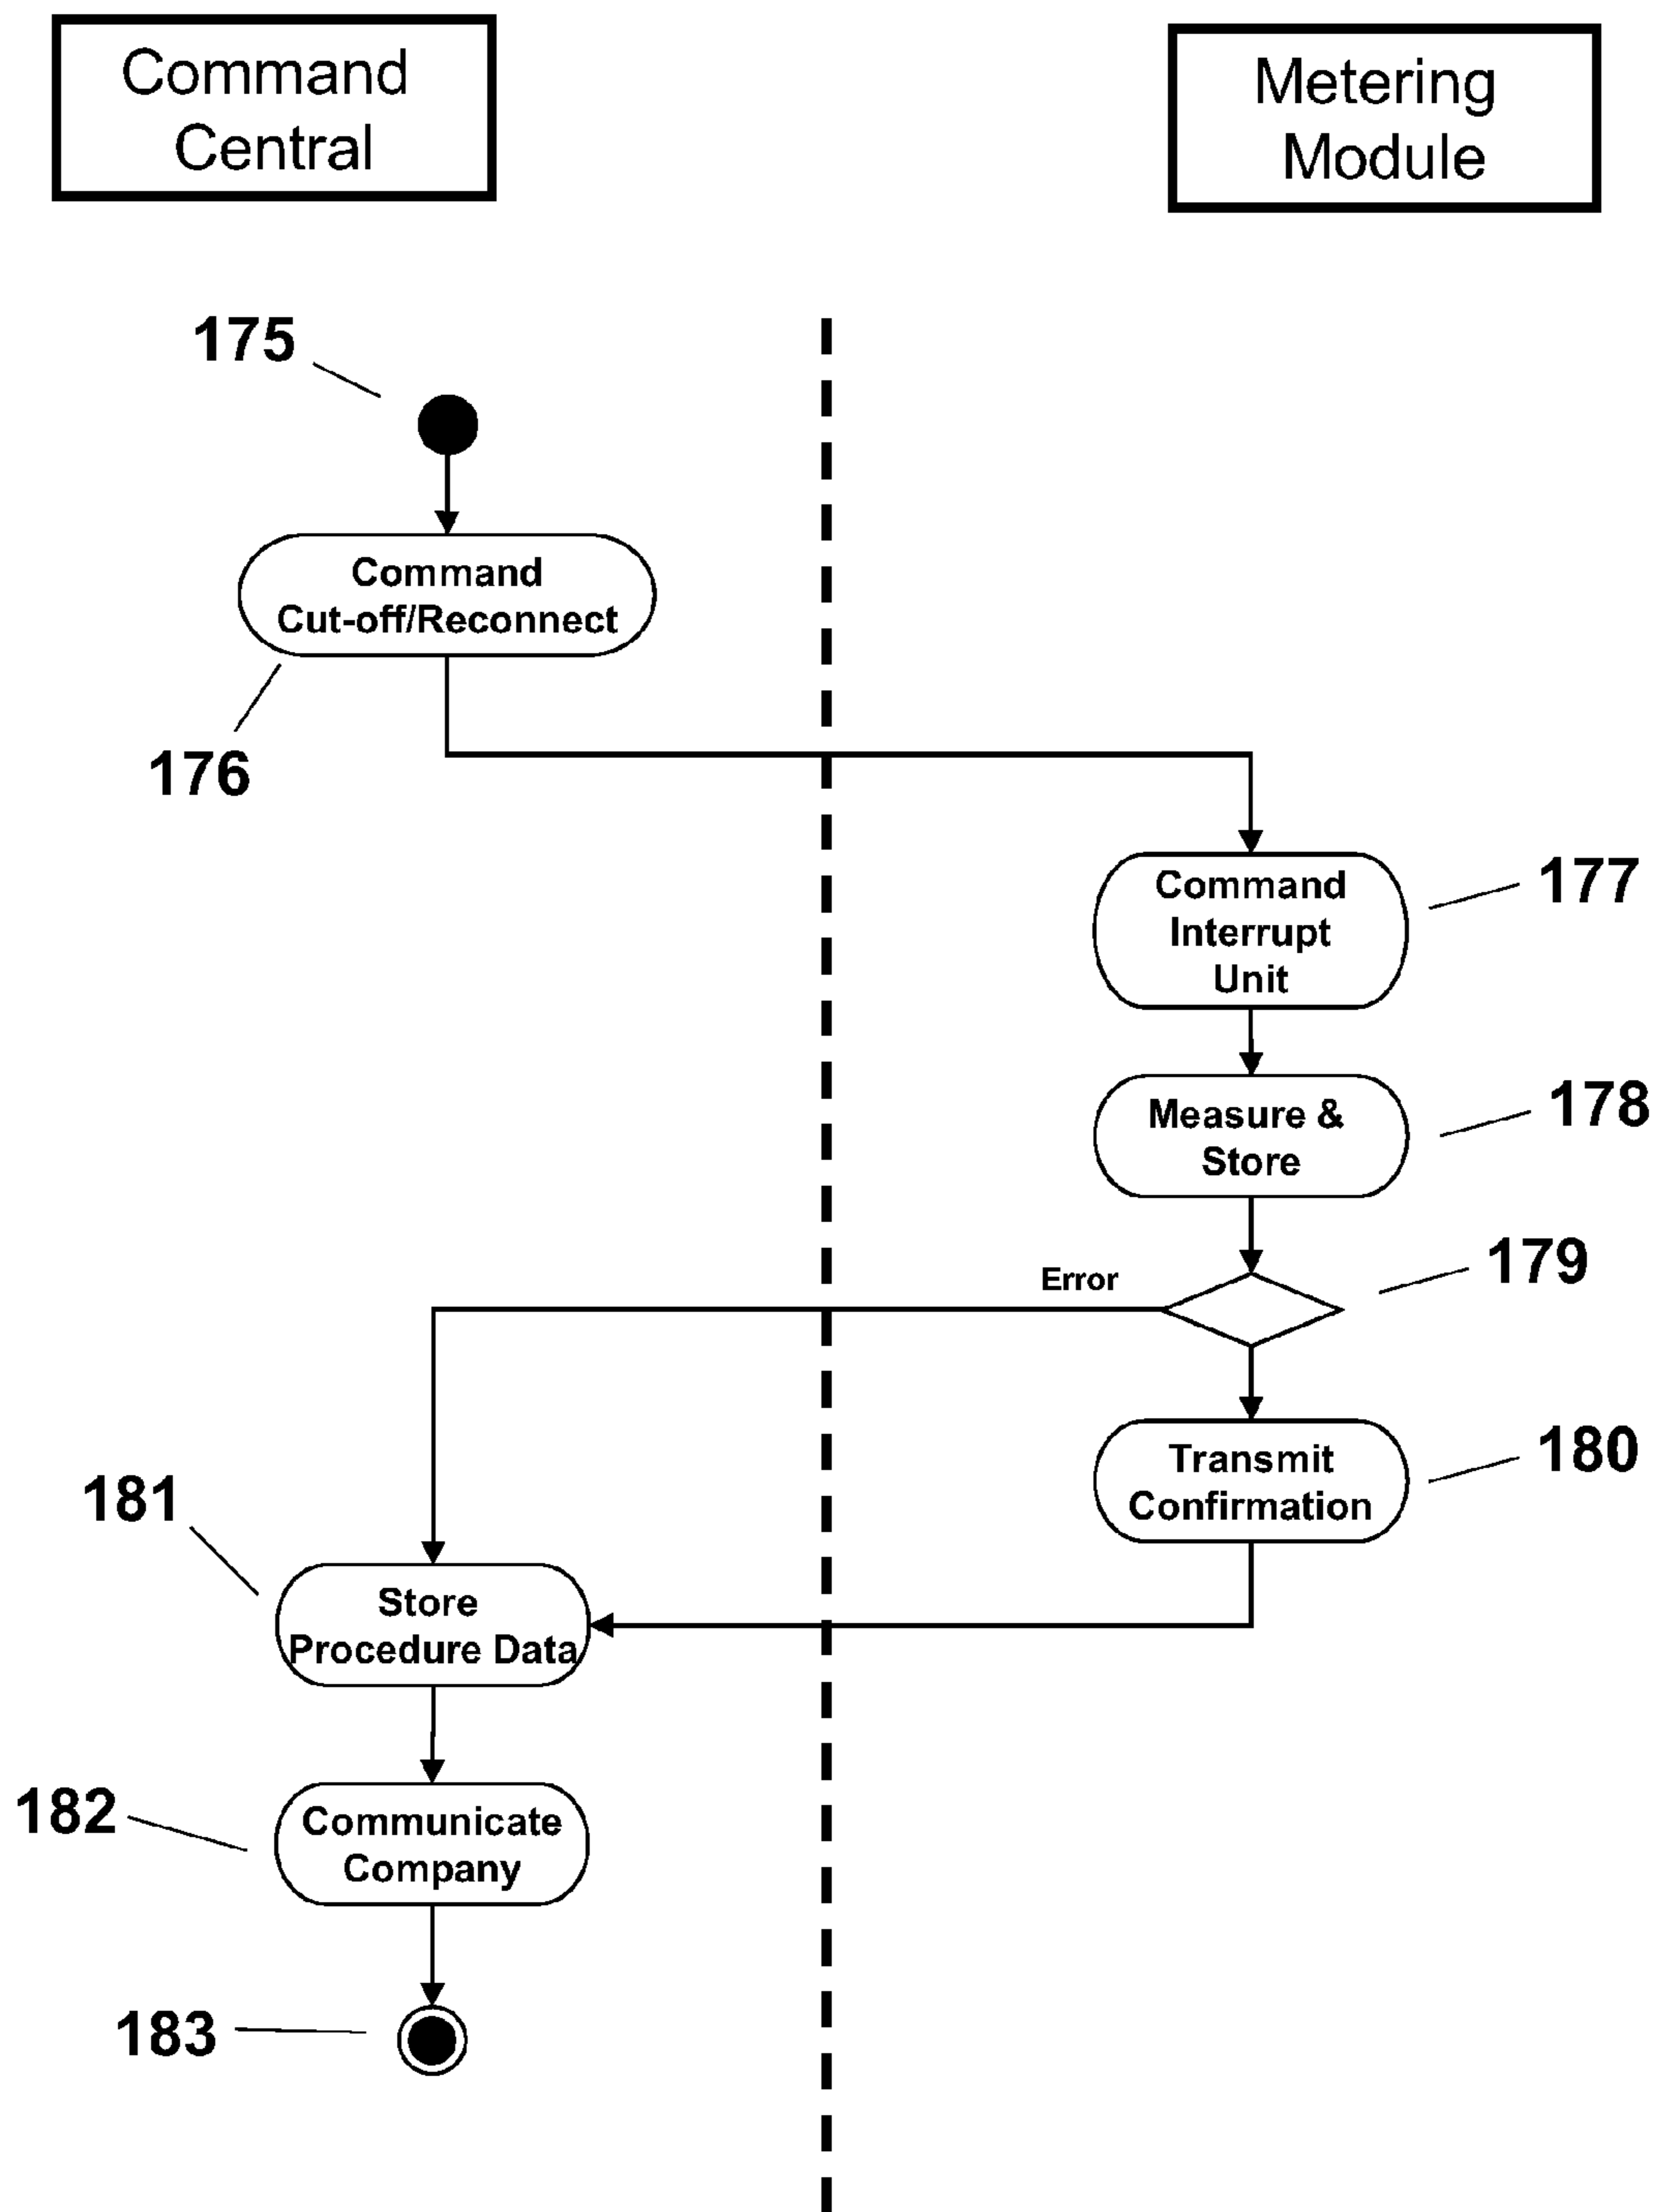 Command
Central
Metering
Module
175
Command
Cut-off/Reconnect
176
Command
Interrupt
Unit
177
Measure &
Store
178
Error
179
Transmit
Confirmation
180
181
Store
Procedure Data
182
Communicate
Company
183